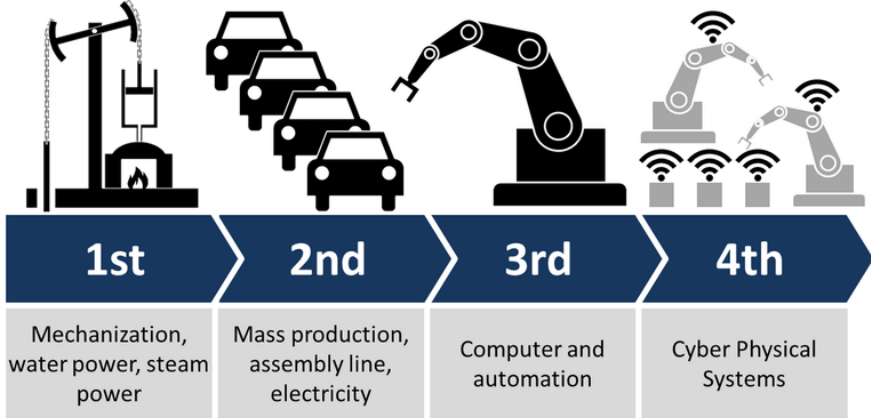 1st
2nd
3rd
4th
Mechanization,
water power, steam
power
Mass production,
assembly line,
electricity
Computer and
automation
Cyber Physical
Systems